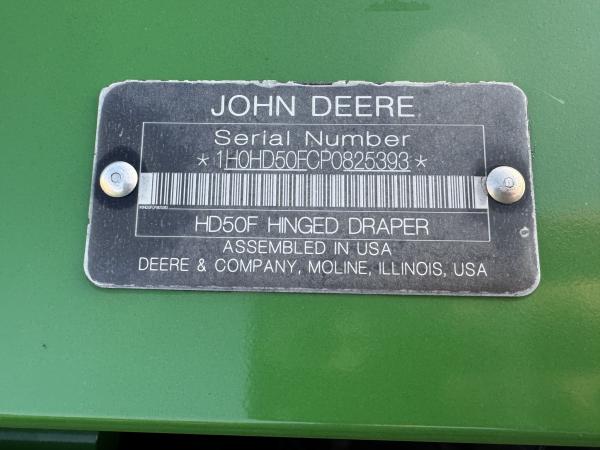 JOHN DEERE
Serial Number
*1H0HD50FCP0825393*
HD50F HINGED DRAPER
ASSEMBLED IN USA
DEERE & COMPANY, MOLINE, ILLINOIS, USA